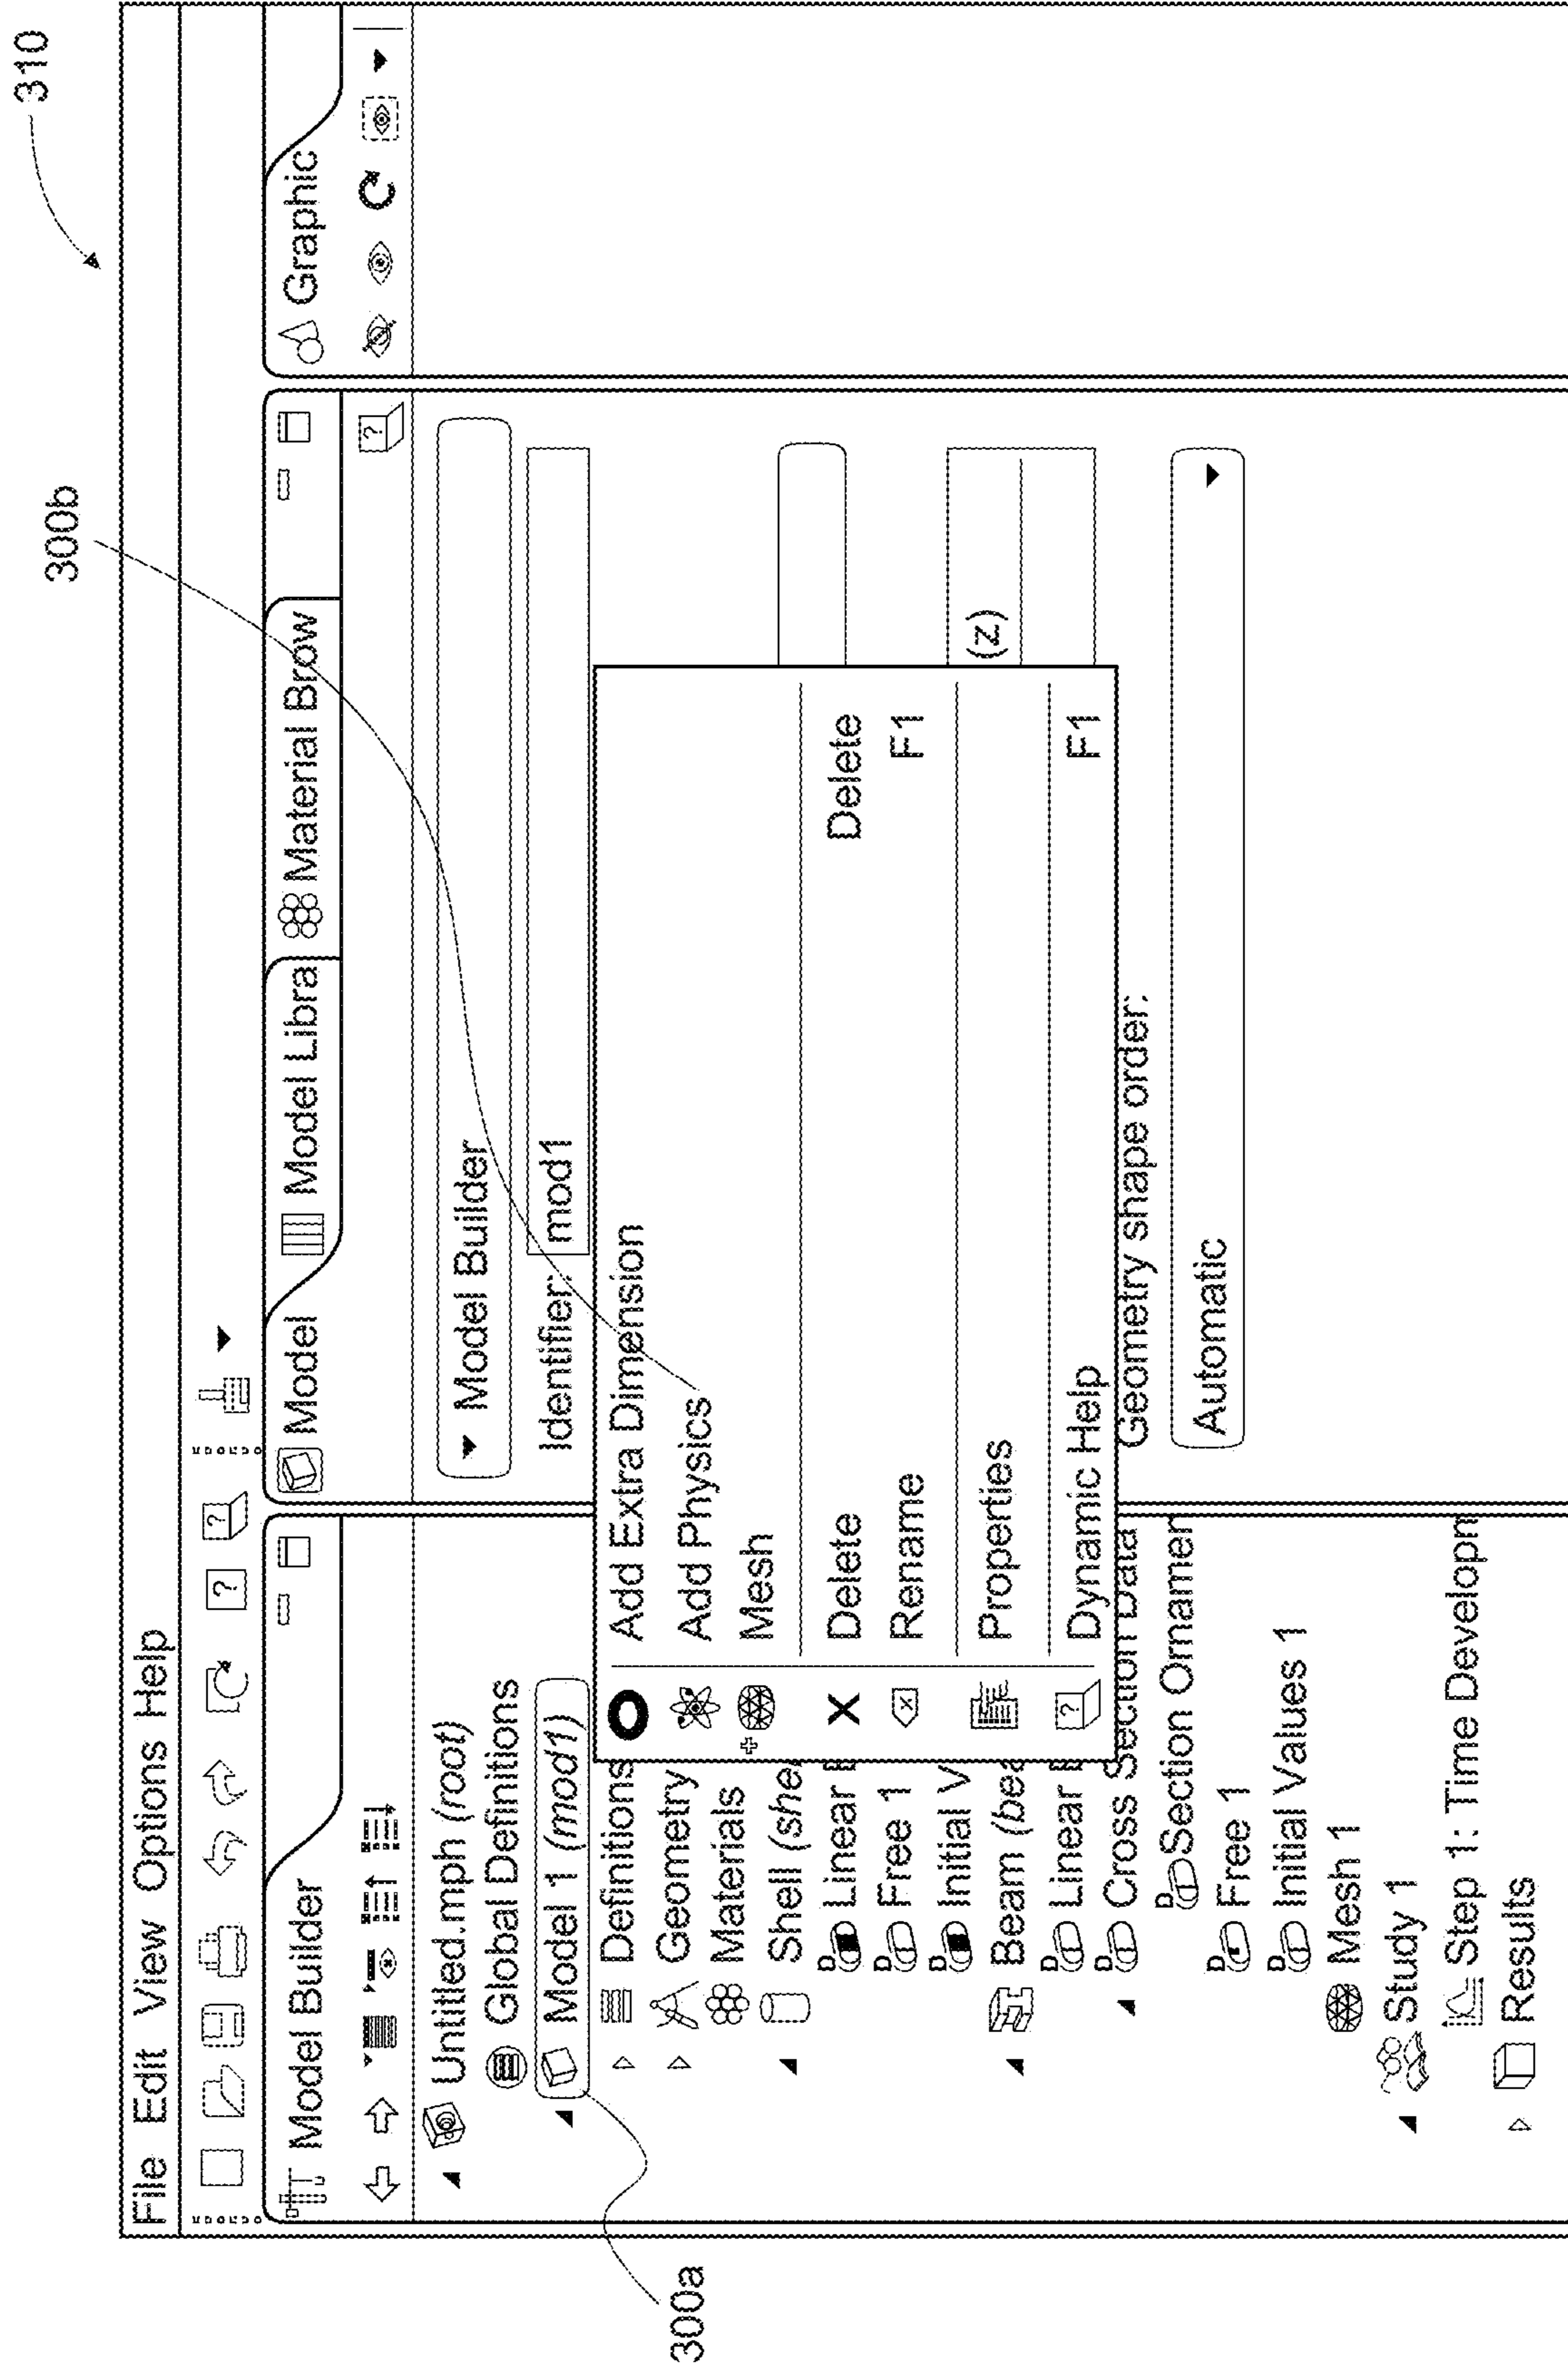 310
300b
File Edit View Options Help
Model Builder
Model
Model Libra
Material Brow
Graphic
Untitled.mph (root)
Global Definitions
Model 1 (mod1)
Definitions
Geometry
Materials
Shell (she
Linear E
Free 1
Initial V
Beam (bea
Linear E
Cross Section Data
Section Ornamen
Free 1
Initial Values 1
Mesh 1
Study 1
Step 1: Time Developm
Results
Model Builder
Identifier: mod1
Add Extra Dimension
Add Physics
Mesh
Delete Delete
Rename F1
Properties
Dynamic Help F1
(z)
Geometry shape order:
Automatic
300a